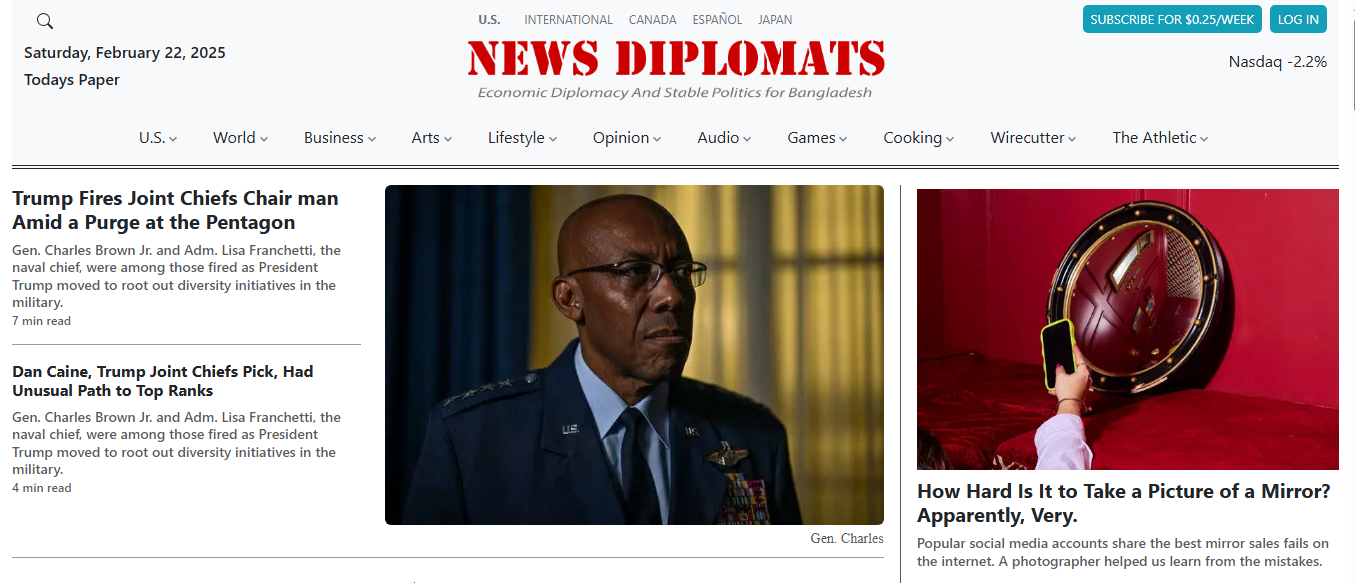 U.S. INTERNATIONAL CANADA ESPAÑOL JAPAN
SUBSCRIBE FOR $0.25/WEEK LOG IN
Saturday, February 22, 2025
Todays Paper
NEWS DIPLOMATS
Economic Diplomacy And Stable Politics for Bangladesh
Nasdaq -2.2%
U.S. World Business Arts Lifestyle Opinion Audio Games Cooking Wirecutter The Athletic
Trump Fires Joint Chiefs Chair man
Amid a Purge at the Pentagon
Gen. Charles Brown Jr. and Adm. Lisa Franchetti, the
naval chief, were among those fired as President
Trump moved to root out diversity initiatives in the
military.
7 min read
Dan Caine, Trump Joint Chiefs Pick, Had
Unusual Path to Top Ranks
Gen. Charles Brown Jr. and Adm. Lisa Franchetti, the
naval chief, were among those fired as President
Trump moved to root out diversity initiatives in the
military.
4 min read
U.S.
U.S.
Gen. Charles
How Hard Is It to Take a Picture of a Mirror?
Apparently, Very.
Popular social media accounts share the best mirror sales fails on
the internet. A photographer helped us learn from the mistakes.